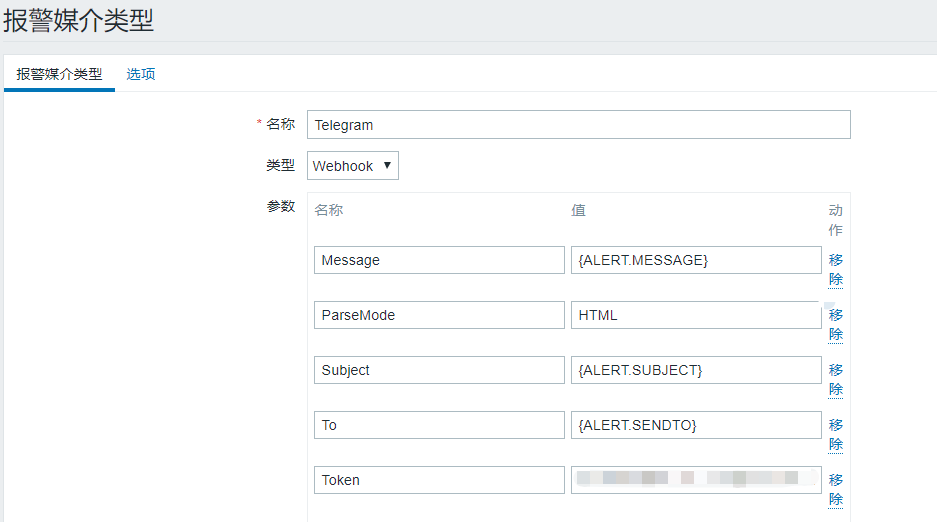 报警媒介类型
报警媒介类型 选项
* 名称 Telegram
类型 Webhook
参数 名称 值 动作
Message {ALERT.MESSAGE} 移除
ParseMode HTML 移除
Subject {ALERT.SUBJECT} 移除
To {ALERT.SENDTO} 移除
Token 移除